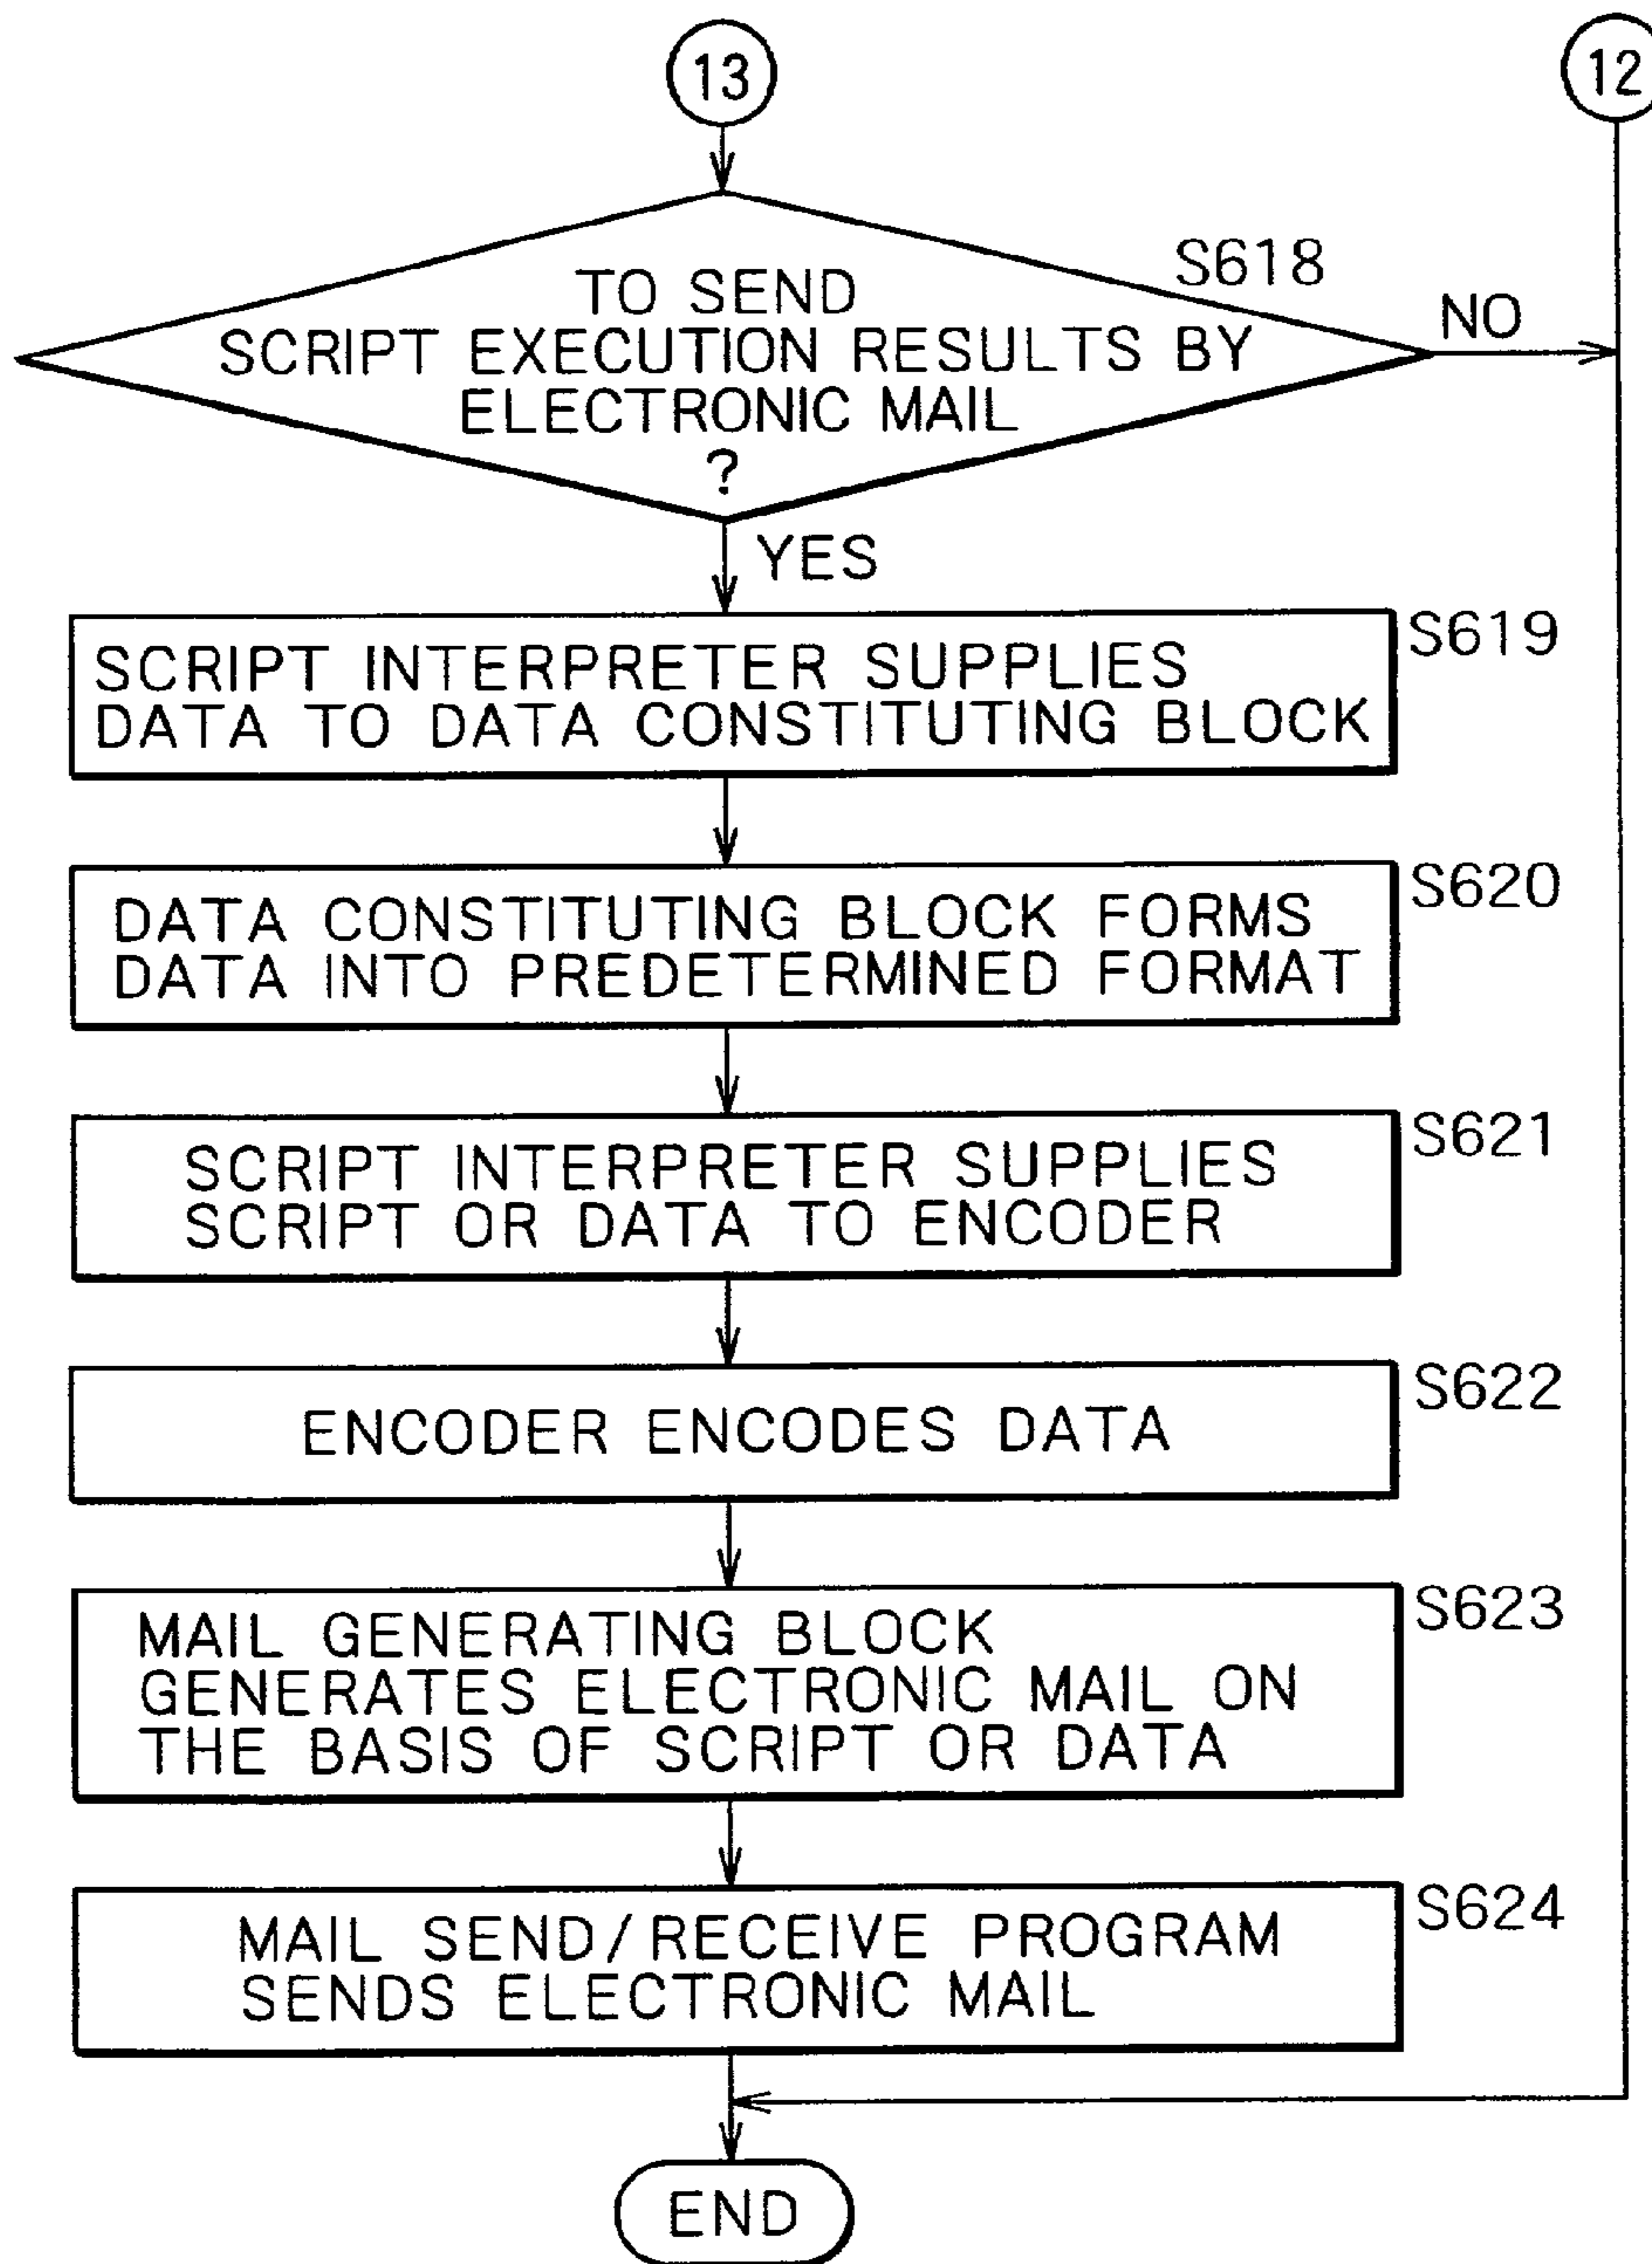 13
12
S618
TO SEND
SCRIPT EXECUTION RESULTS BY
ELECTRONIC MAIL
?
NO
YES
S619
SCRIPT INTERPRETER SUPPLIES
DATA TO DATA CONSTITUTING BLOCK
S620
DATA CONSTITUTING BLOCK FORMS
DATA INTO PREDETERMINED FORMAT
S621
SCRIPT INTERPRETER SUPPLIES
SCRIPT OR DATA TO ENCODER
S622
ENCODER ENCODES DATA
S623
MAIL GENERATING BLOCK
GENERATES ELECTRONIC MAIL ON
THE BASIS OF SCRIPT OR DATA
S624
MAIL SEND/RECEIVE PROGRAM
SENDS ELECTRONIC MAIL
END